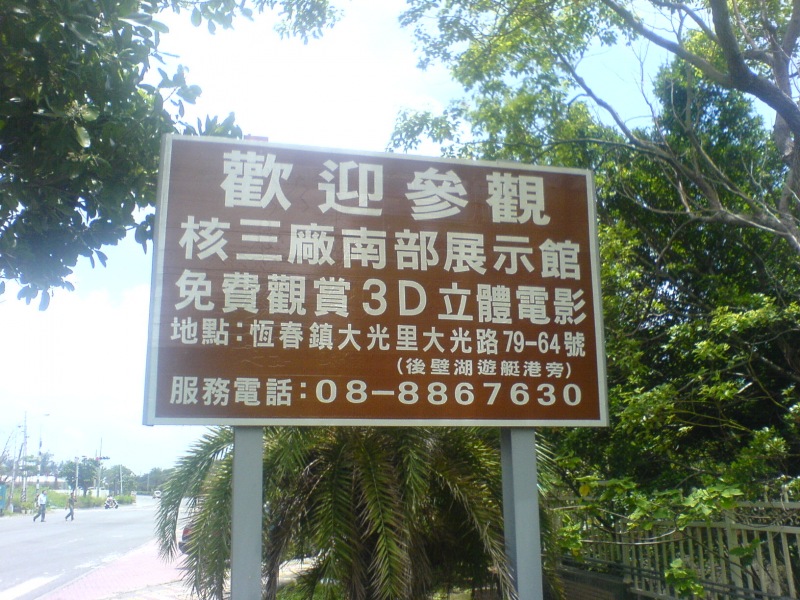 歡迎參觀
核三廠南部展示館
免費觀賞3D立體電影
地點:恆春鎮大光里大光路79-64號
(後壁湖遊艇港旁)
服務電話:08-8867630